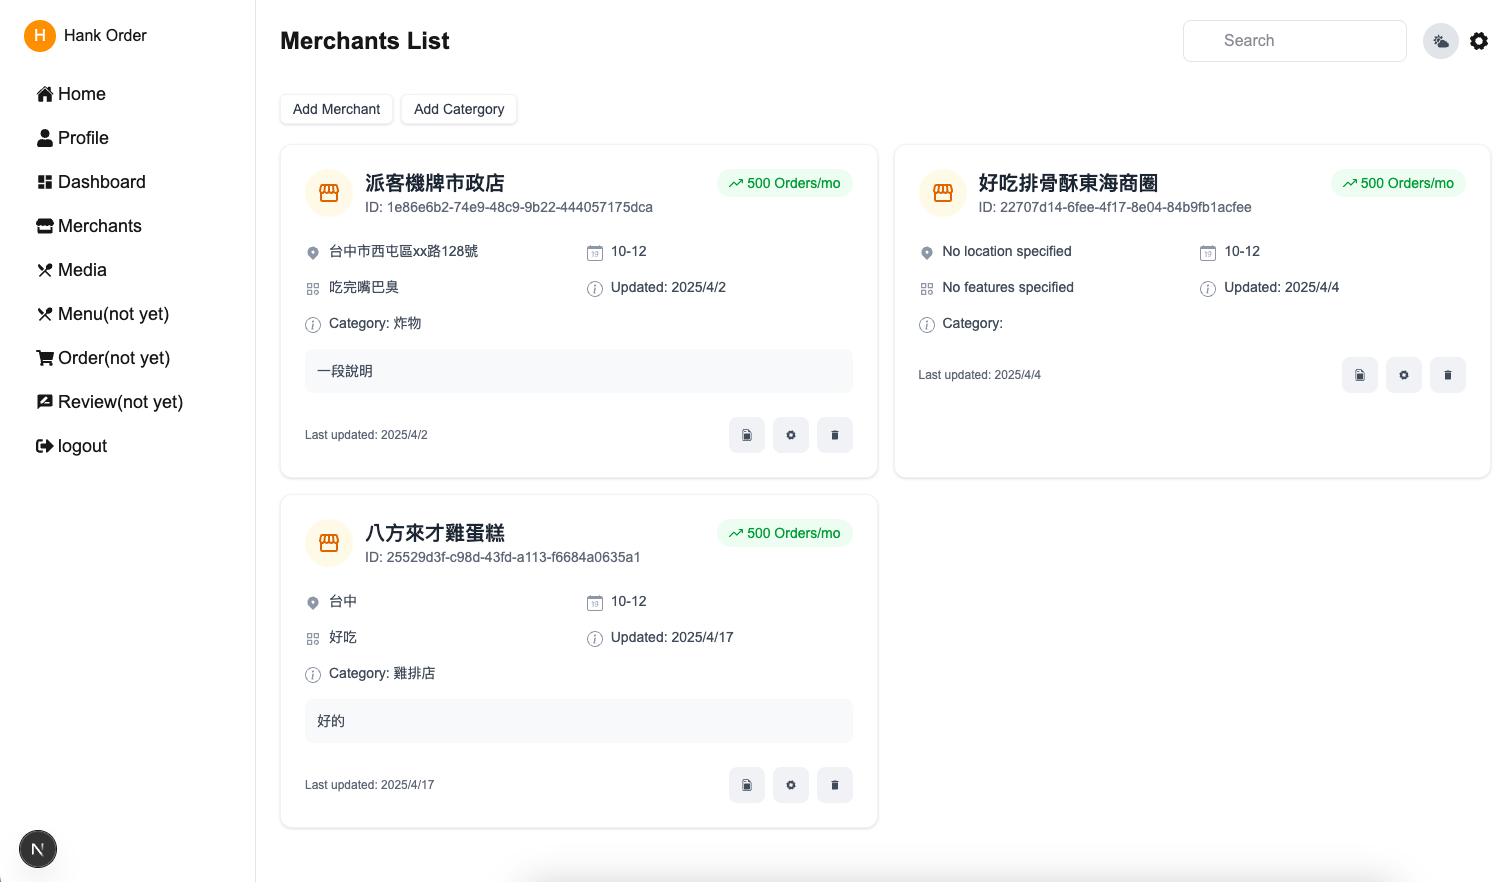 H Hank Order
Home
Profile
Dashboard
Merchants
Media
Menu(not yet)
Order(not yet)
Review(not yet)
logout
N
Merchants List
Search
Add Merchant
Add Catergory
派客機牌市政店
500 Orders/mo
ID: 1e86e6b2-74e9-48c9-9b22-444057175dca
台中市西屯區xx路128號
10-12
吃完嘴巴臭
Updated: 2025/4/2
Category: 炸物
一段說明
Last updated: 2025/4/2
好吃排骨酥東海商圈
500 Orders/mo
ID: 22707d14-6fee-4f17-8e04-84b9fb1acfee
No location specified
10-12
No features specified
Updated: 2025/4/4
Category:
Last updated: 2025/4/4
八方來才雞蛋糕
500 Orders/mo
ID: 25529d3f-c98d-43fd-a113-f6684a0635a1
台中
10-12
好吃
Updated: 2025/4/17
Category: 雞排店
好的
Last updated: 2025/4/17